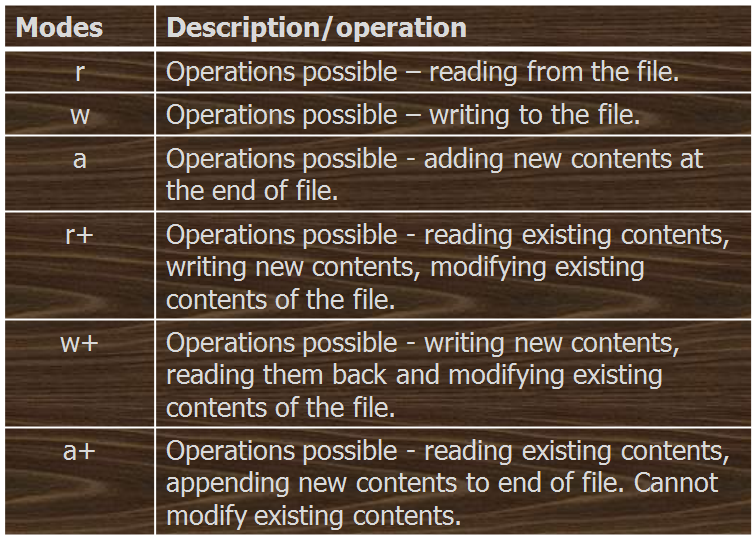 Modes Description/operation
r Operations possible – reading from the file.
w Operations possible – writing to the file.
a Operations possible - adding new contents at
the end of file.
r+ Operations possible - reading existing contents,
writing new contents, modifying existing
contents of the file.
w+ Operations possible - writing new contents,
reading them back and modifying existing
contents of the file.
a+ Operations possible - reading existing contents,
appending new contents to end of file. Cannot
modify existing contents.